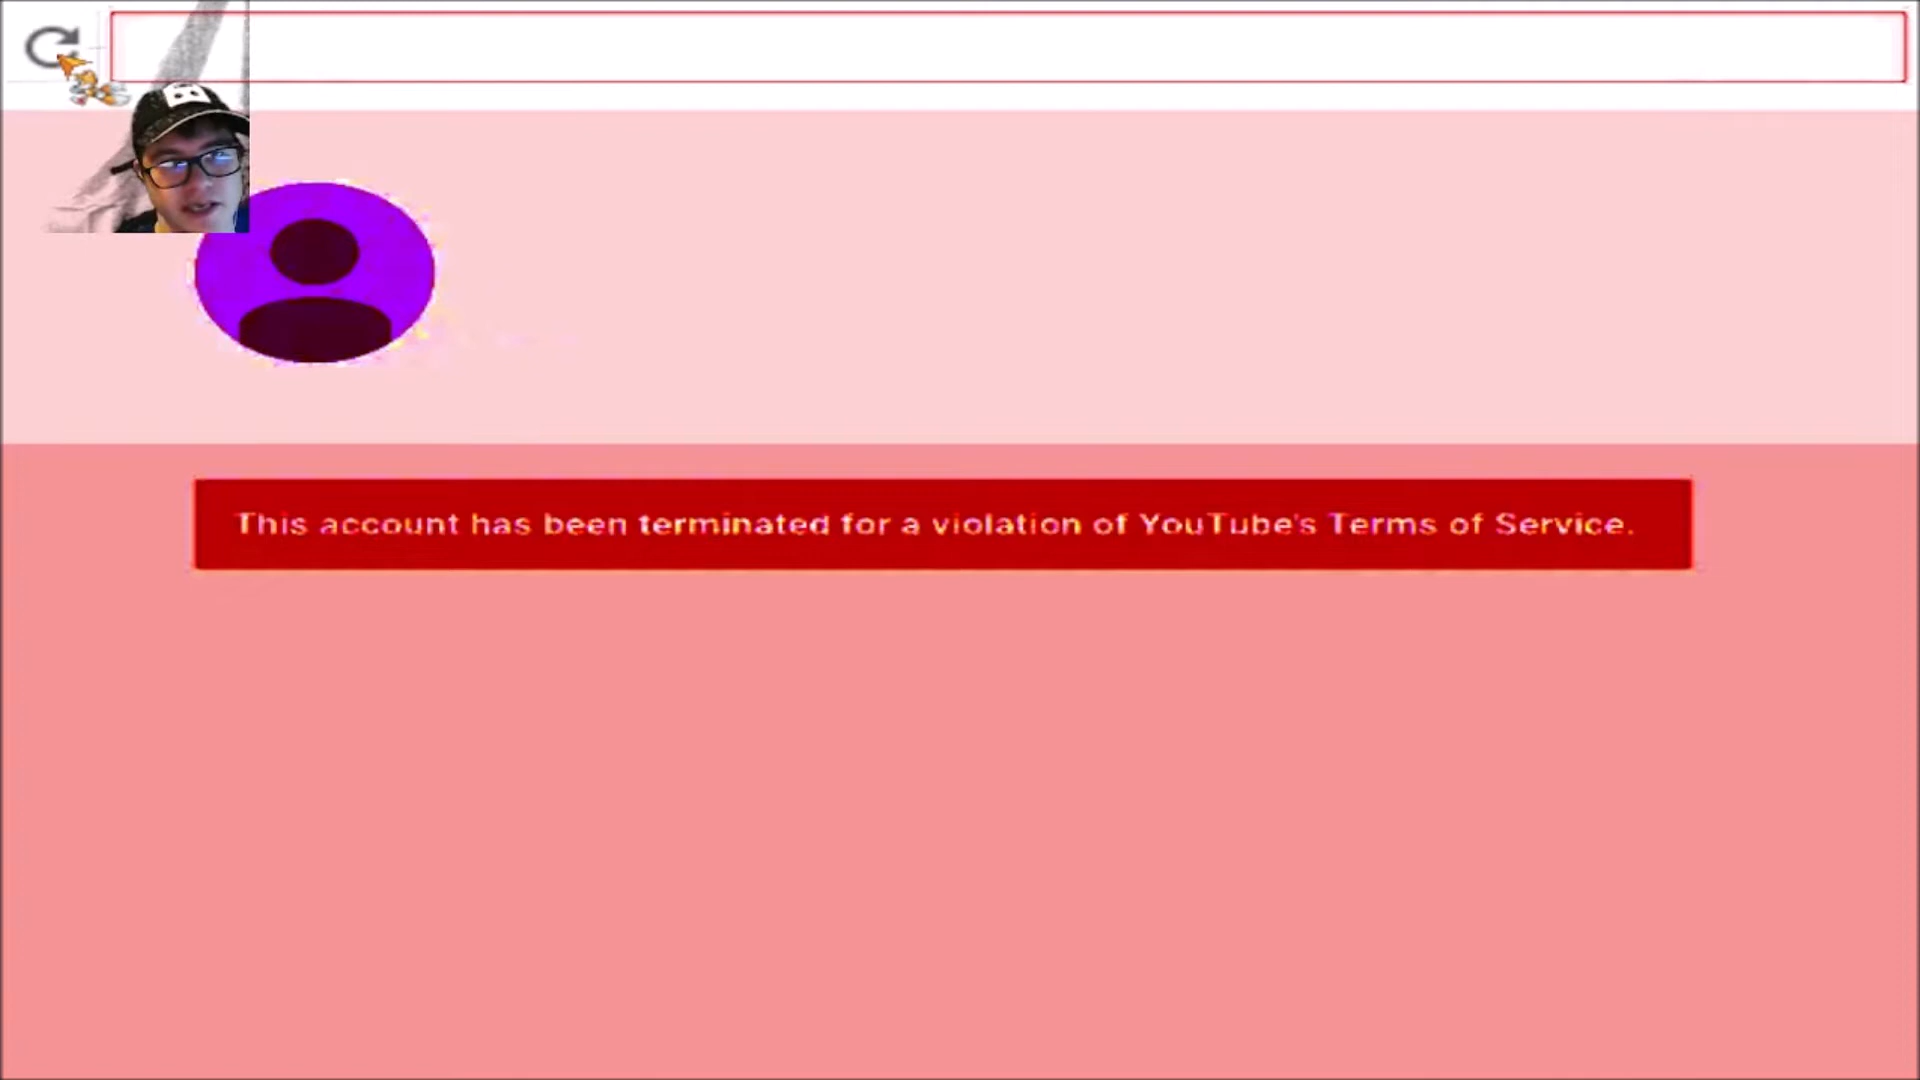 This account has been terminated for a violation of YouTube's Terms of Service.